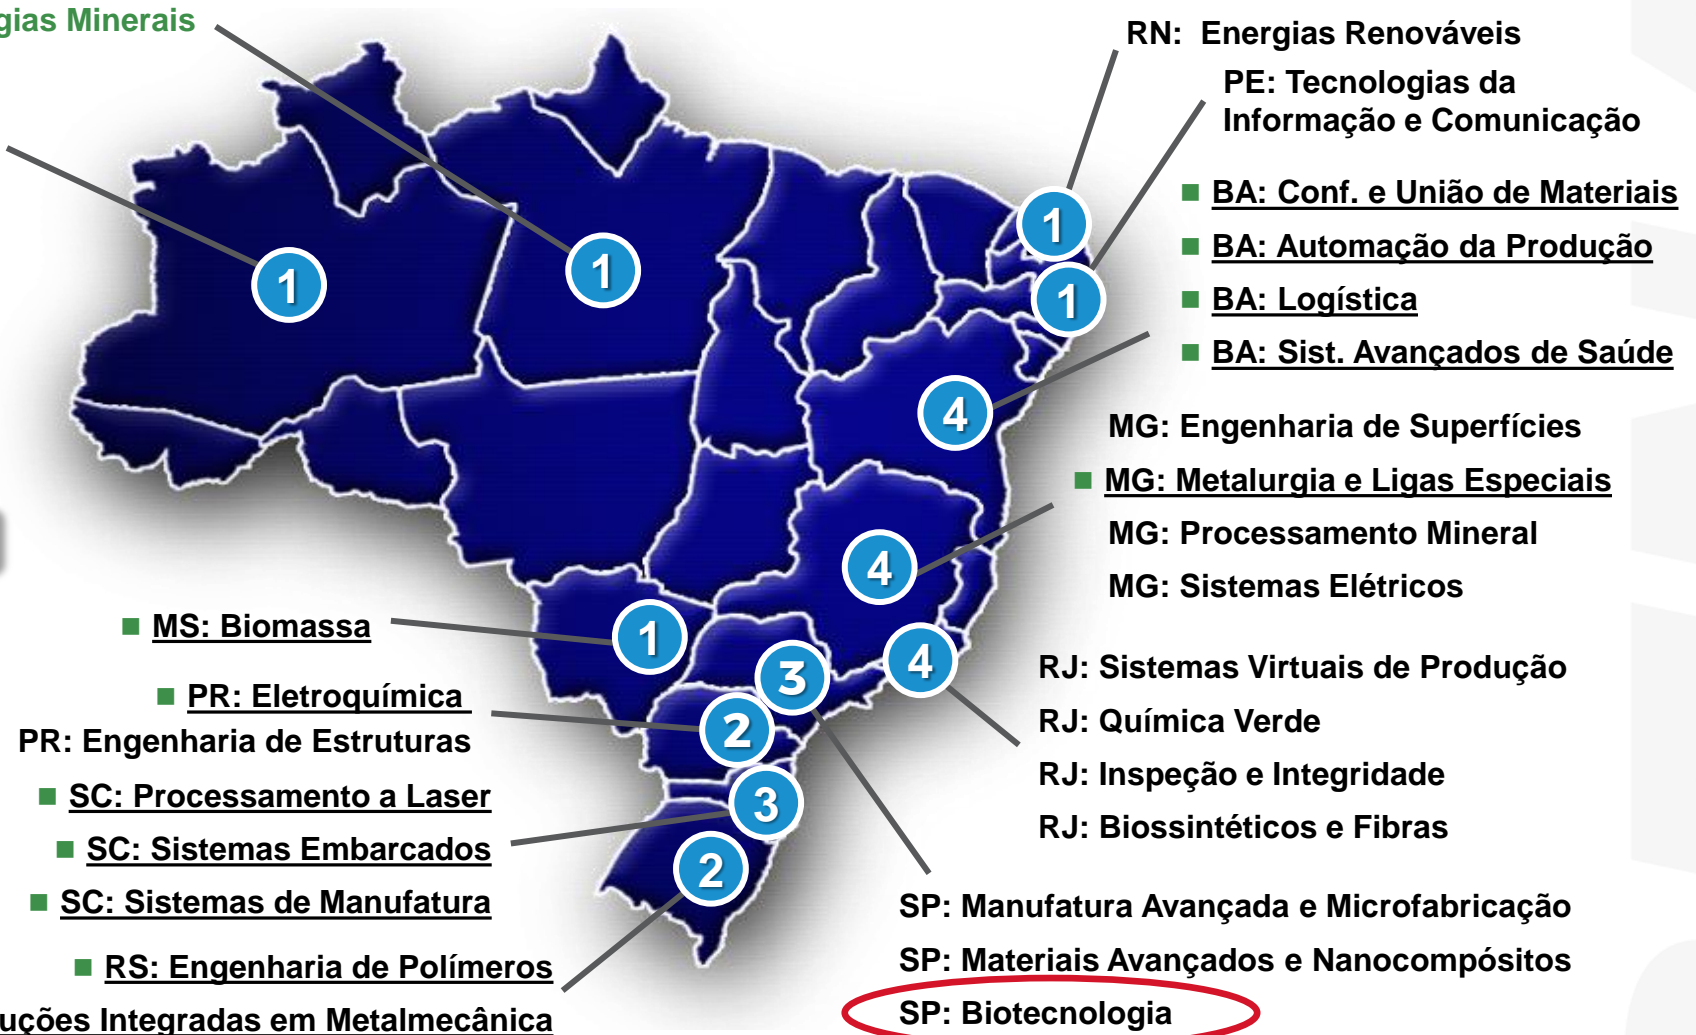 gias Minerais
RN: Energias Renováveis
PE: Tecnologias da
Informação e Comunicação
BA: Conf. e União de Materiais
BA: Automação da Produção
BA: Logística
BA: Sist. Avançados de Saúde
MG: Engenharia de Superfícies
MG: Metalurgia e Ligas Especiais
MG: Processamento Mineral
MG: Sistemas Elétricos
RJ: Sistemas Virtuais de Produção
RJ: Química Verde
RJ: Inspeção e Integridade
RJ: Biossintéticos e Fibras
SP: Manufatura Avançada e Microfabricação
SP: Materiais Avançados e Nanocompósitos
SP: Biotecnologia
MS: Biomassa
PR: Eletroquímica
PR: Engenharia de Estruturas
SC: Processamento a Laser
SC: Sistemas Embarcados
SC: Sistemas de Manufatura
RS: Engenharia de Polímeros
uções Integradas em Metalmecânica
1
1
1
1
4
4
4
1
3
2
3
2